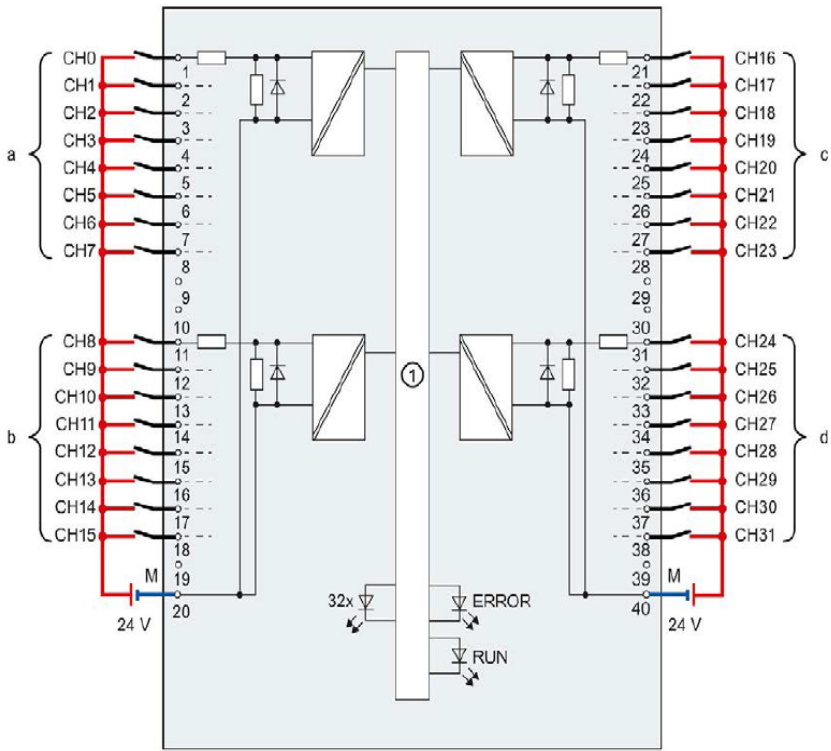 CH0 1 21 CH16
CH1 2 22 CH17
CH2 3 23 CH18
a CH3 4 24 CH19 c
CH4 5 25 CH20
CH5 6 26 CH21
CH6 7 27 CH22
CH7 8 28 CH23
9 29
10 30
CH8 11 31 CH24
CH9 12 1 32 CH25
CH10 13 33 CH26
CH11 14 34 CH27
b CH12 15 35 CH28 d
CH13 16 36 CH29
CH14 17 37 CH30
CH15 18 38 CH31
M 19 39 M
24 V 20 32x ERROR 40 24 V
RUN